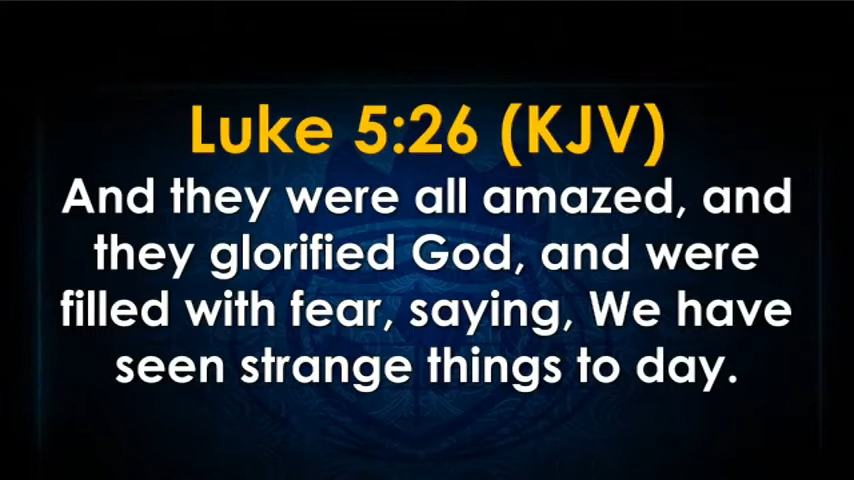 Luke 5:26 (KJV)
And they were all amazed, and
they glorified God, and were
filled with fear, saying, We have
seen strange things to day.